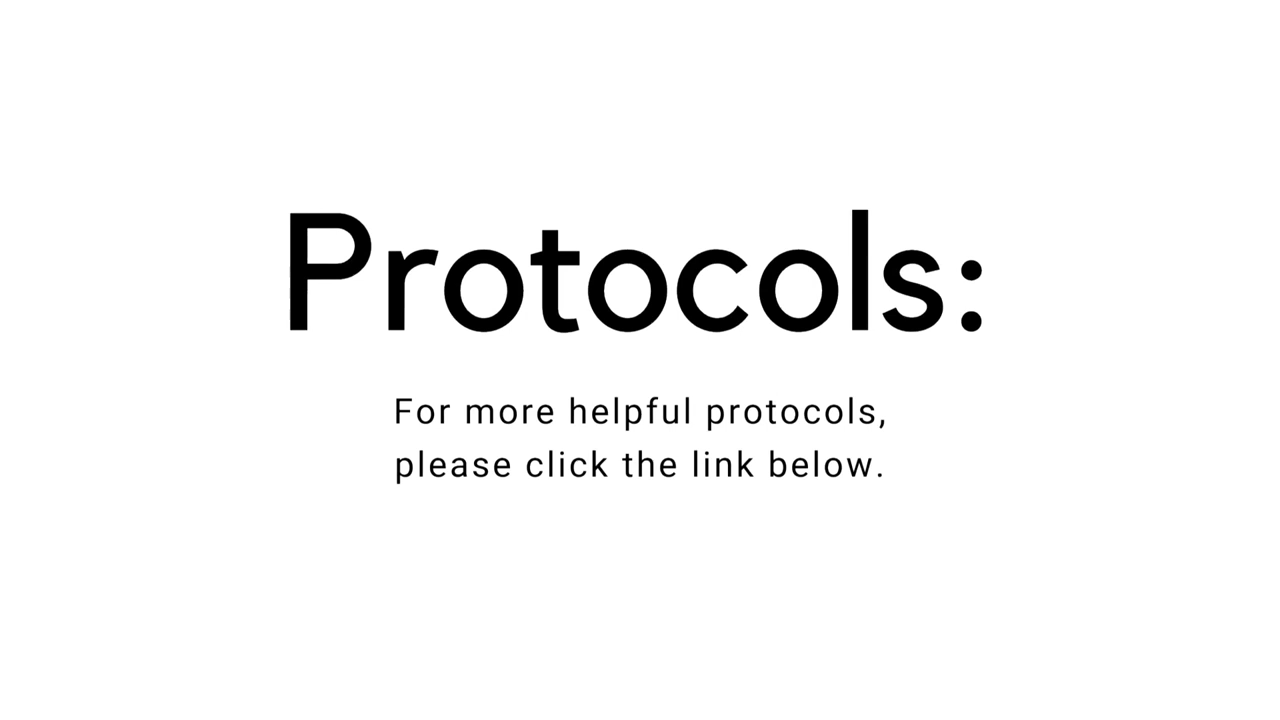 Protocols:
For more helpful protocols,
please click the link below.